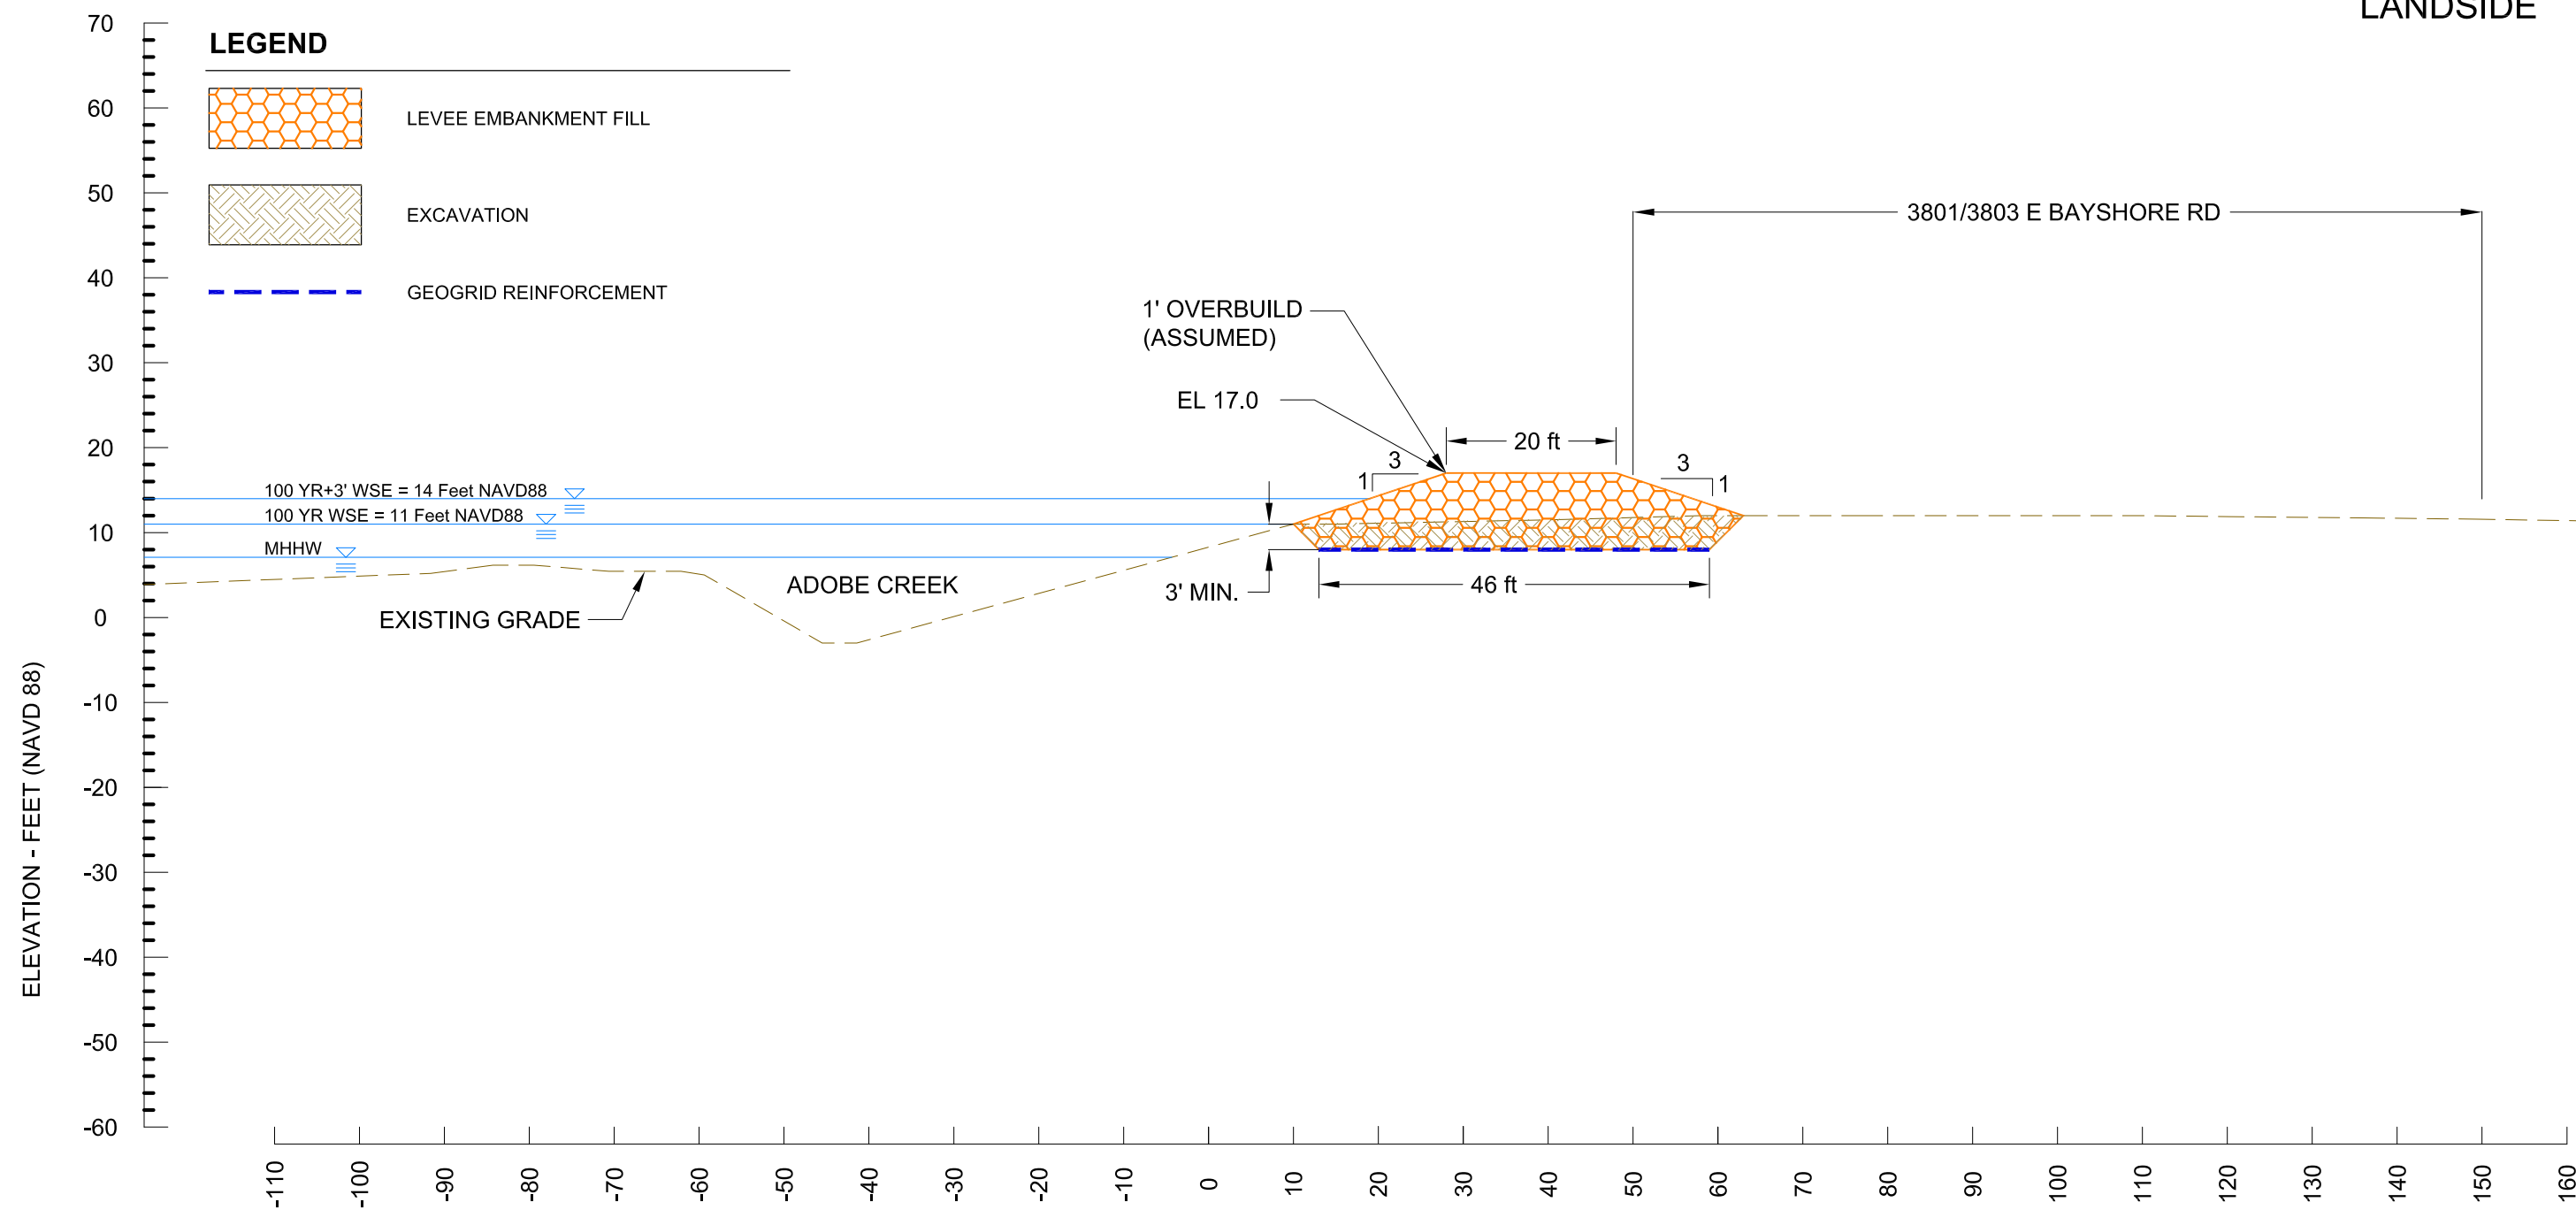 LANDSIDE
LEGEND
LEVEE EMBANKMENT FILL
EXCAVATION
GEOGRID REINFORCEMENT
70
60
50
40
30
20
10
0
-10
-20
-30
-40
-50
-60
ELEVATION - FEET (NAVD 88)
3801/3803 E BAYSHORE RD
1' OVERBUILD
(ASSUMED)
EL 17.0
20 ft
3
1
3
1
100 YR+3' WSE = 14 Feet NAVD88
100 YR WSE = 11 Feet NAVD88
MHHW
ADOBE CREEK
EXISTING GRADE
3' MIN.
46 ft
-110
-100
-90
-80
-70
-60
-50
-40
-30
-20
-10
0
10
20
30
40
50
60
70
80
90
100
110
120
130
140
150
160